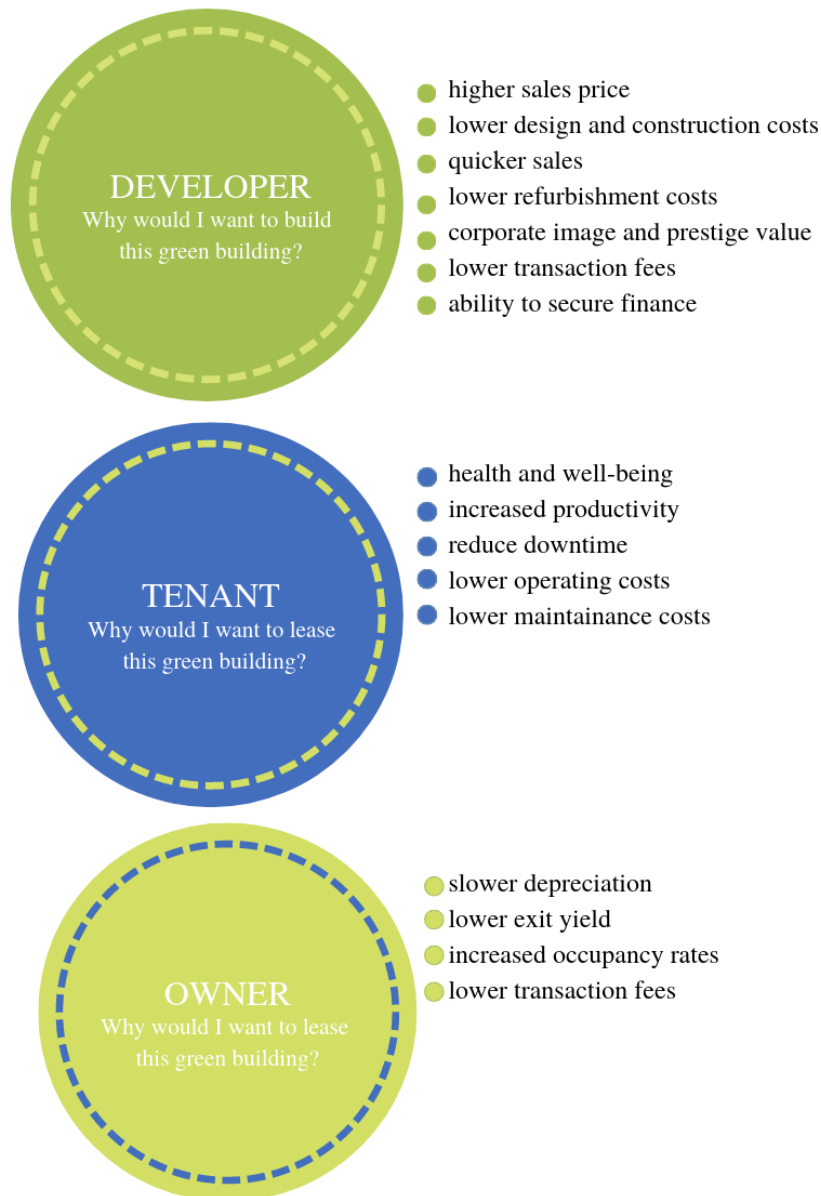 DEVELOPER
Why would I want to build
this green building?
higher sales price
lower design and construction costs
quicker sales
lower refurbishment costs
corporate image and prestige value
lower transaction fees
ability to secure finance
TENANT
Why would I want to lease
this green building?
health and well-being
increased productivity
reduce downtime
lower operating costs
lower maintainance costs
OWNER
Why would I want to lease
this green building?
slower depreciation
lower exit yield
increased occupancy rates
lower transaction fees